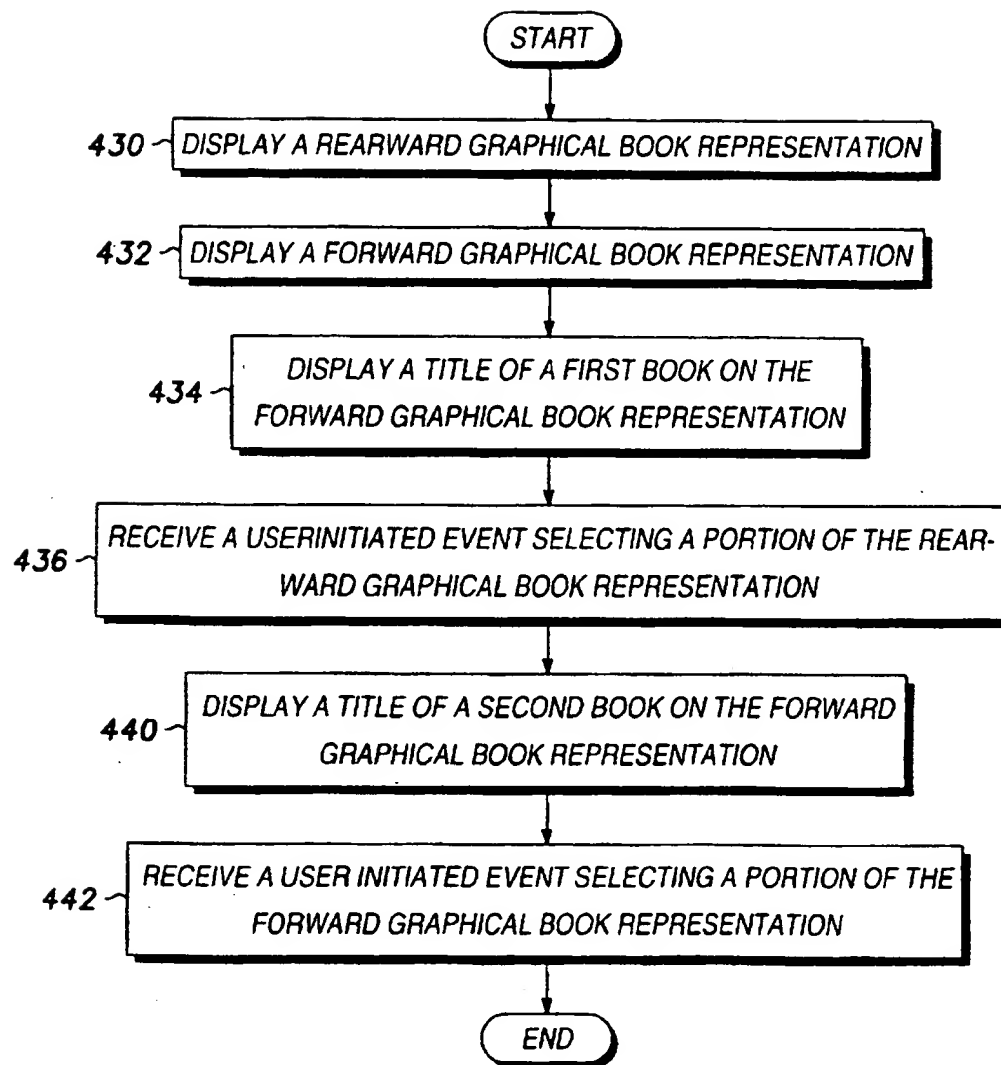 START
430 DISPLAY A REARWARD GRAPHICAL BOOK REPRESENTATION
432 DISPLAY A FORWARD GRAPHICAL BOOK REPRESENTATION
DISPLAY A TITLE OF A FIRST BOOK ON THE
434 FORWARD GRAPHICAL BOOK REPRESENTATION
RECEIVE A USERINITIATED EVENT SELECTING A PORTION OF THE REAR-
436 WARD GRAPHICAL BOOK REPRESENTATION
DISPLAY A TITLE OF A SECOND BOOK ON THE FORWARD
440 GRAPHICAL BOOK REPRESENTATION
RECEIVE A USER INITIATED EVENT SELECTING A PORTION OF THE
442 FORWARD GRAPHICAL BOOK REPRESENTATION
END